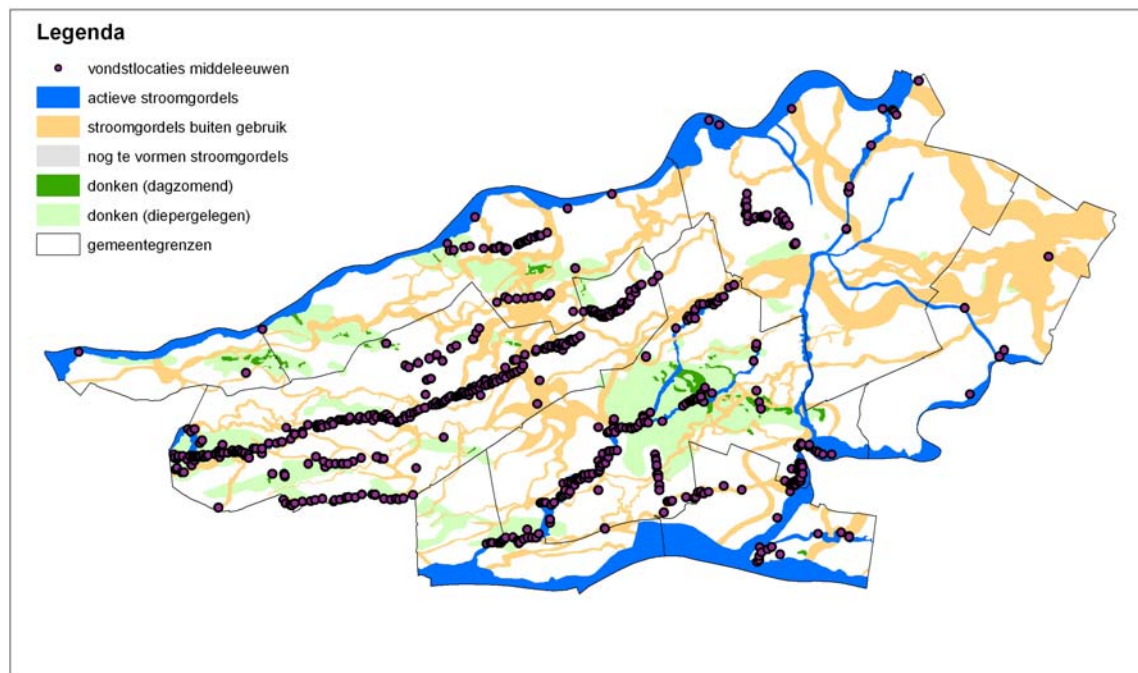 Legenda
vondstlocaties middeleeuwen
actieve stroomgordels
stroomgordels buiten gebruik
nog te vormen stroomgordels
donken (dagzomend)
donken (diepergelegen)
gemeentegrenzen